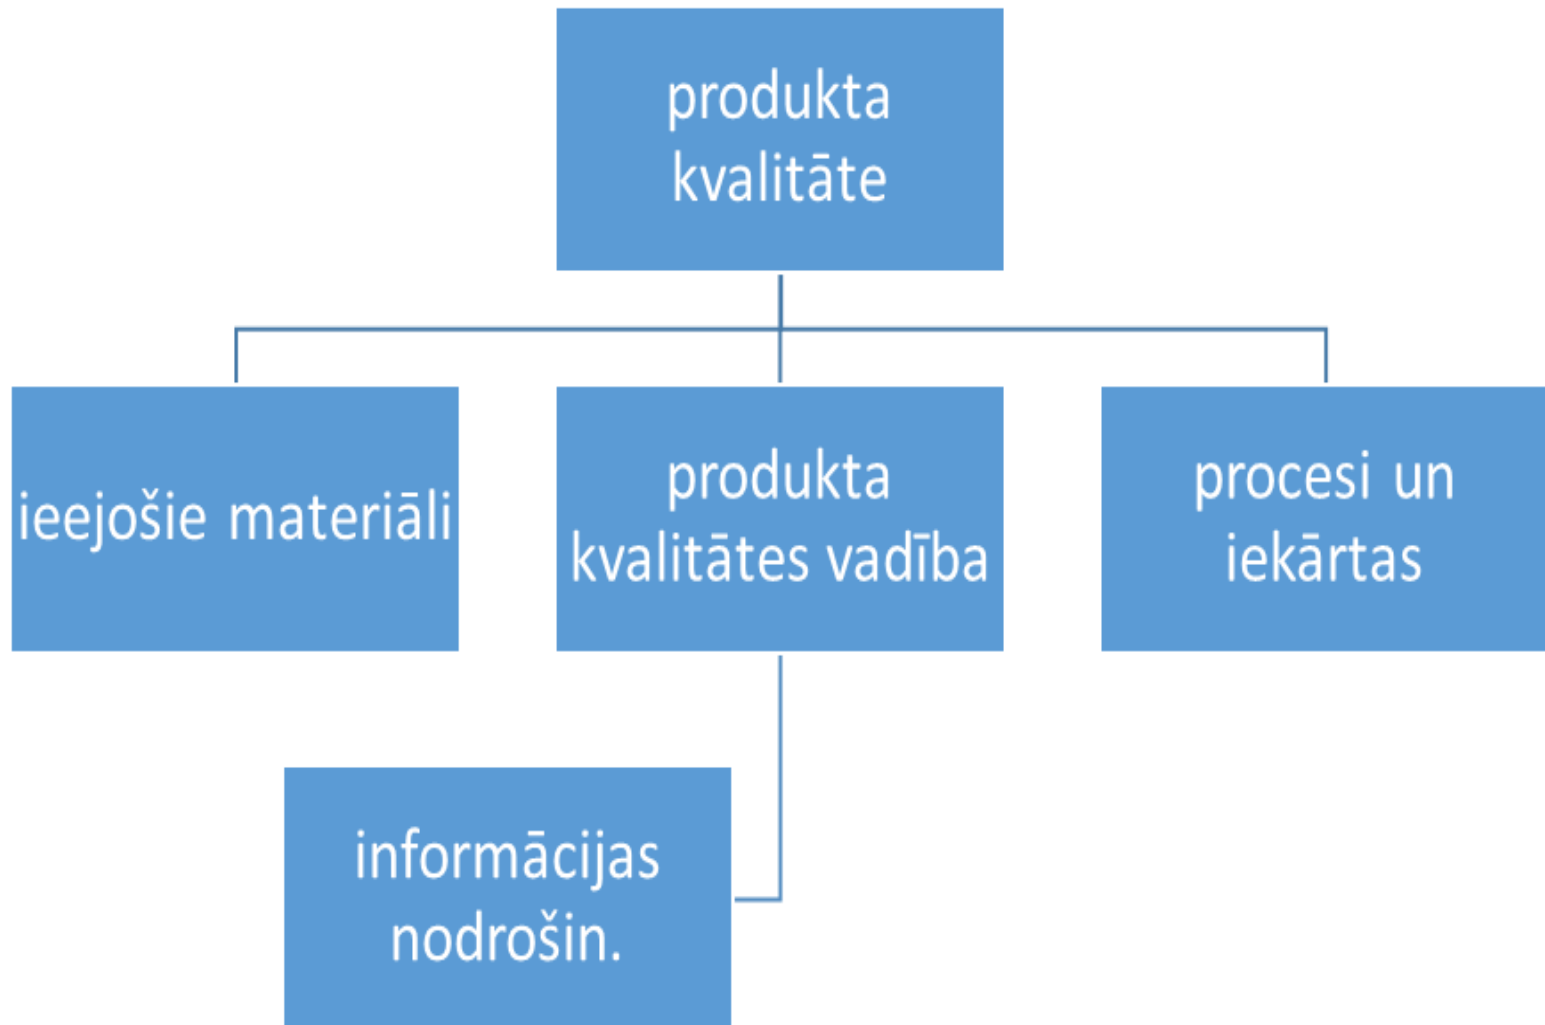 produkta
kvalitāte
ieejošie materiāli
produkta
kvalitātes vadība
procesi un
iekārtas
informācijas
nodrošin.